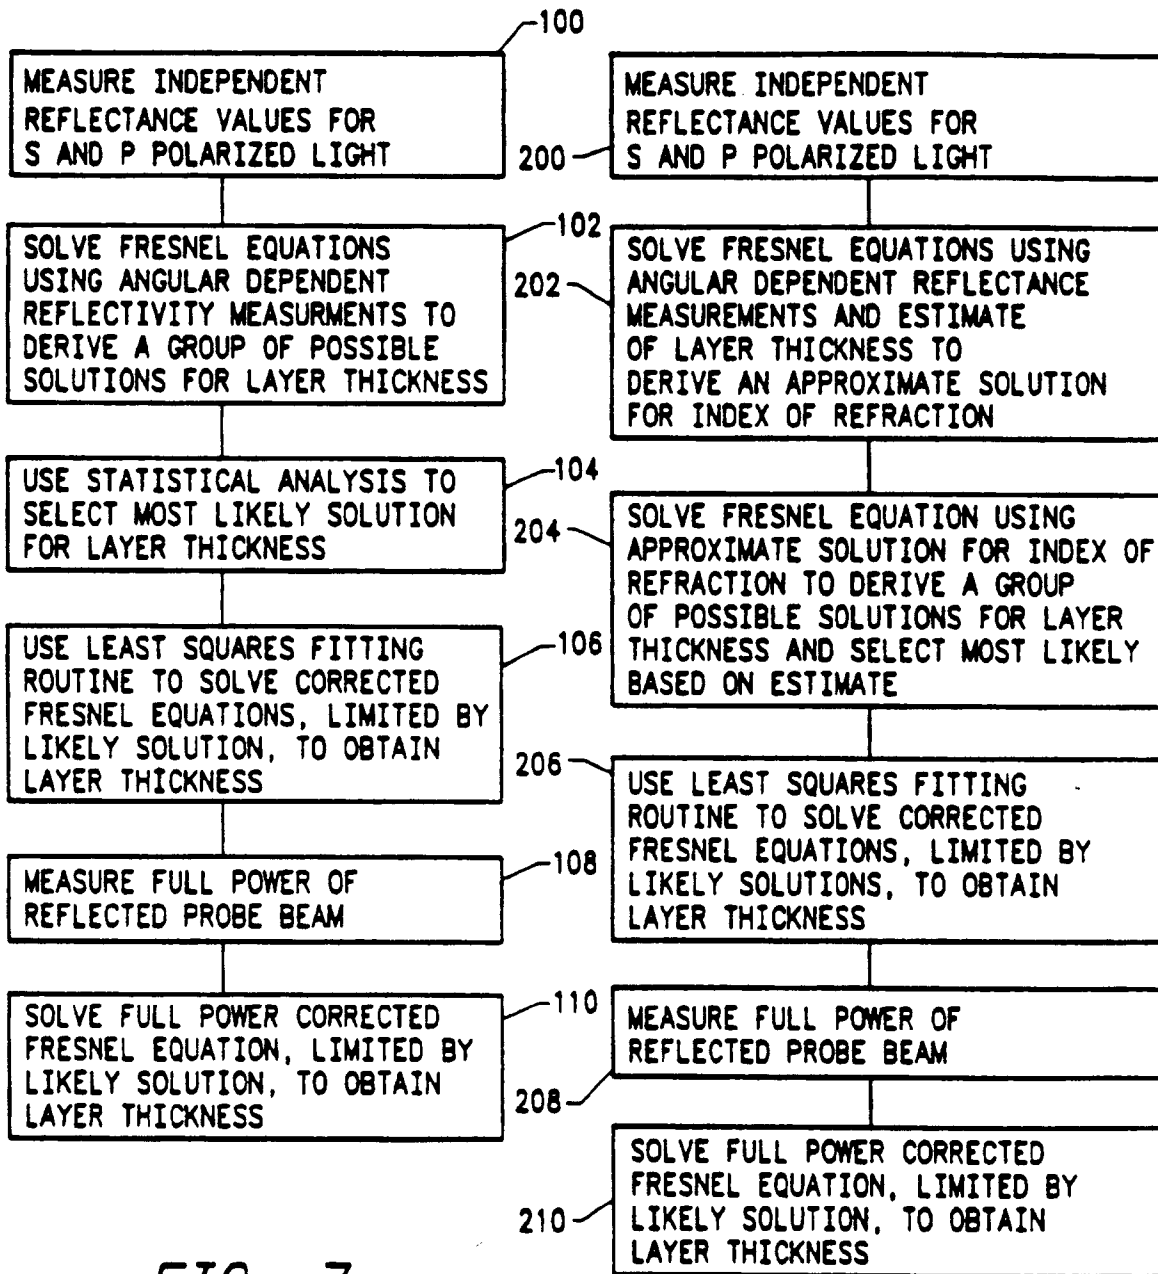 100
MEASURE INDEPENDENT
REFLECTANCE VALUES FOR
S AND P POLARIZED LIGHT
102
SOLVE FRESNEL EQUATIONS
USING ANGULAR DEPENDENT
REFLECTIVITY MEASURMENTS TO
DERIVE A GROUP OF POSSIBLE
SOLUTIONS FOR LAYER THICKNESS
104
USE STATISTICAL ANALYSIS TO
SELECT MOST LIKELY SOLUTION
FOR LAYER THICKNESS
106
USE LEAST SQUARES FITTING
ROUTINE TO SOLVE CORRECTED
FRESNEL EQUATIONS, LIMITED BY
LIKELY SOLUTION, TO OBTAIN
LAYER THICKNESS
108
MEASURE FULL POWER OF
REFLECTED PROBE BEAM
110
SOLVE FULL POWER CORRECTED
FRESNEL EQUATION, LIMITED BY
LIKELY SOLUTION, TO OBTAIN
LAYER THICKNESS
200
MEASURE INDEPENDENT
REFLECTANCE VALUES FOR
S AND P POLARIZED LIGHT
202
SOLVE FRESNEL EQUATIONS USING
ANGULAR DEPENDENT REFLECTANCE
MEASUREMENTS AND ESTIMATE
OF LAYER THICKNESS TO
DERIVE AN APPROXIMATE SOLUTION
FOR INDEX OF REFRACTION
204
SOLVE FRESNEL EQUATION USING
APPROXIMATE SOLUTION FOR INDEX OF
REFRACTION TO DERIVE A GROUP
OF POSSIBLE SOLUTIONS FOR LAYER
THICKNESS AND SELECT MOST LIKELY
BASED ON ESTIMATE
206
USE LEAST SQUARES FITTING
ROUTINE TO SOLVE CORRECTED
FRESNEL EQUATIONS, LIMITED BY
LIKELY SOLUTIONS, TO OBTAIN
LAYER THICKNESS
208
MEASURE FULL POWER OF
REFLECTED PROBE BEAM
210
SOLVE FULL POWER CORRECTED
FRESNEL EQUATION, LIMITED BY
LIKELY SOLUTION, TO OBTAIN
LAYER THICKNESS